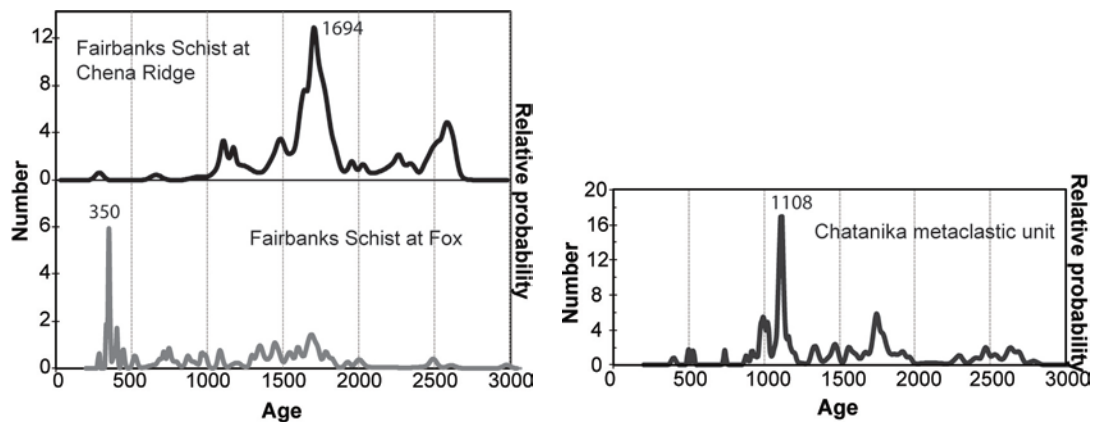 12
8
4
0
1694
Fairbanks Schist at
Chena Ridge
Number
Relative probability
6
4
2
0
350
Fairbanks Schist at Fox
0 500 1000 1500 2000 2500 3000
Age
20
16
12
8
4
0
1108
Chatanika metaclastic unit
Number
Relative probability
0 500 1000 1500 2000 2500 3000
Age